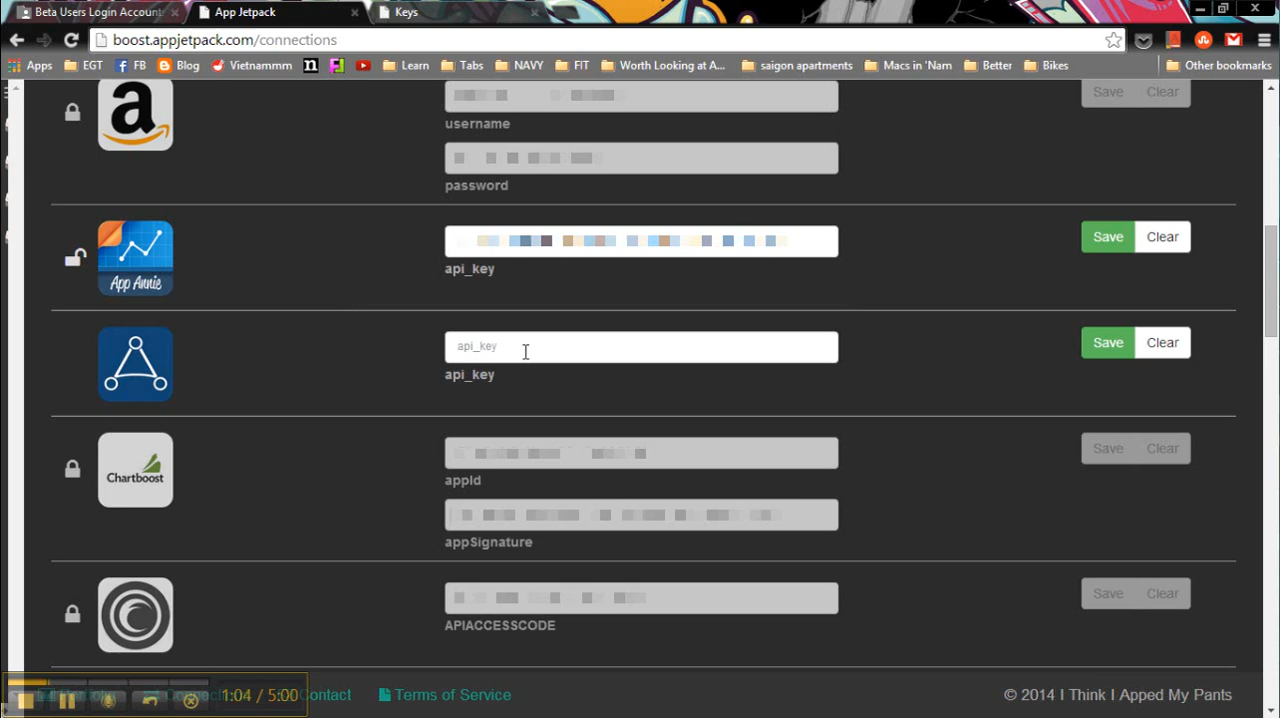 Beta Users Login Account
App Jetpack
Keys
boost.appjetpack.com/connections
Apps EGT FB Blog Vietnammm Learn Tabs NAVY FIT Worth Looking at A... saigon apartments Macs in 'Nam Better Bikes Other bookmarks
a
username
Save Clear
password
App Annie
api_key
Save Clear
api_key
api_key
Save Clear
Chartboost
appId
Save Clear
appSignature
APIACCESSCODE
Save Clear
1:04 / 5:00
Contact
Terms of Service
© 2014 I Think I Apped My Pants